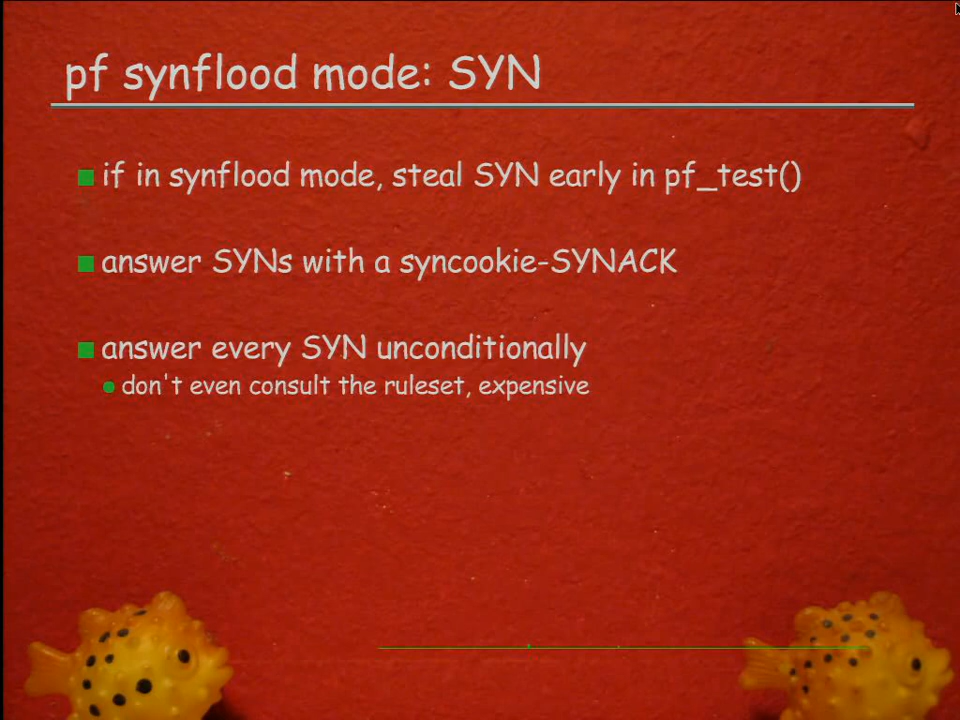 pf synflood mode: SYN
if in synflood mode, steal SYN early in pf_test()
answer SYNs with a syncookie-SYNACK
answer every SYN unconditionally
don't even consult the ruleset, expensive